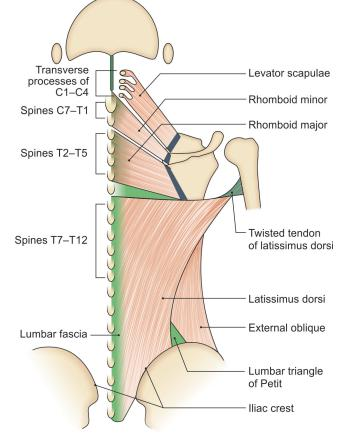 Transverse
processes of
C1–C4
Spines C7–T1
Spines T2–T5
Spines T7–T12
Lumbar fascia
Levator scapulae
Rhomboid minor
Rhomboid major
Twisted tendon
of latissimus dorsi
Latissimus dorsi
External oblique
Lumbar triangle
of Petit
Iliac crest